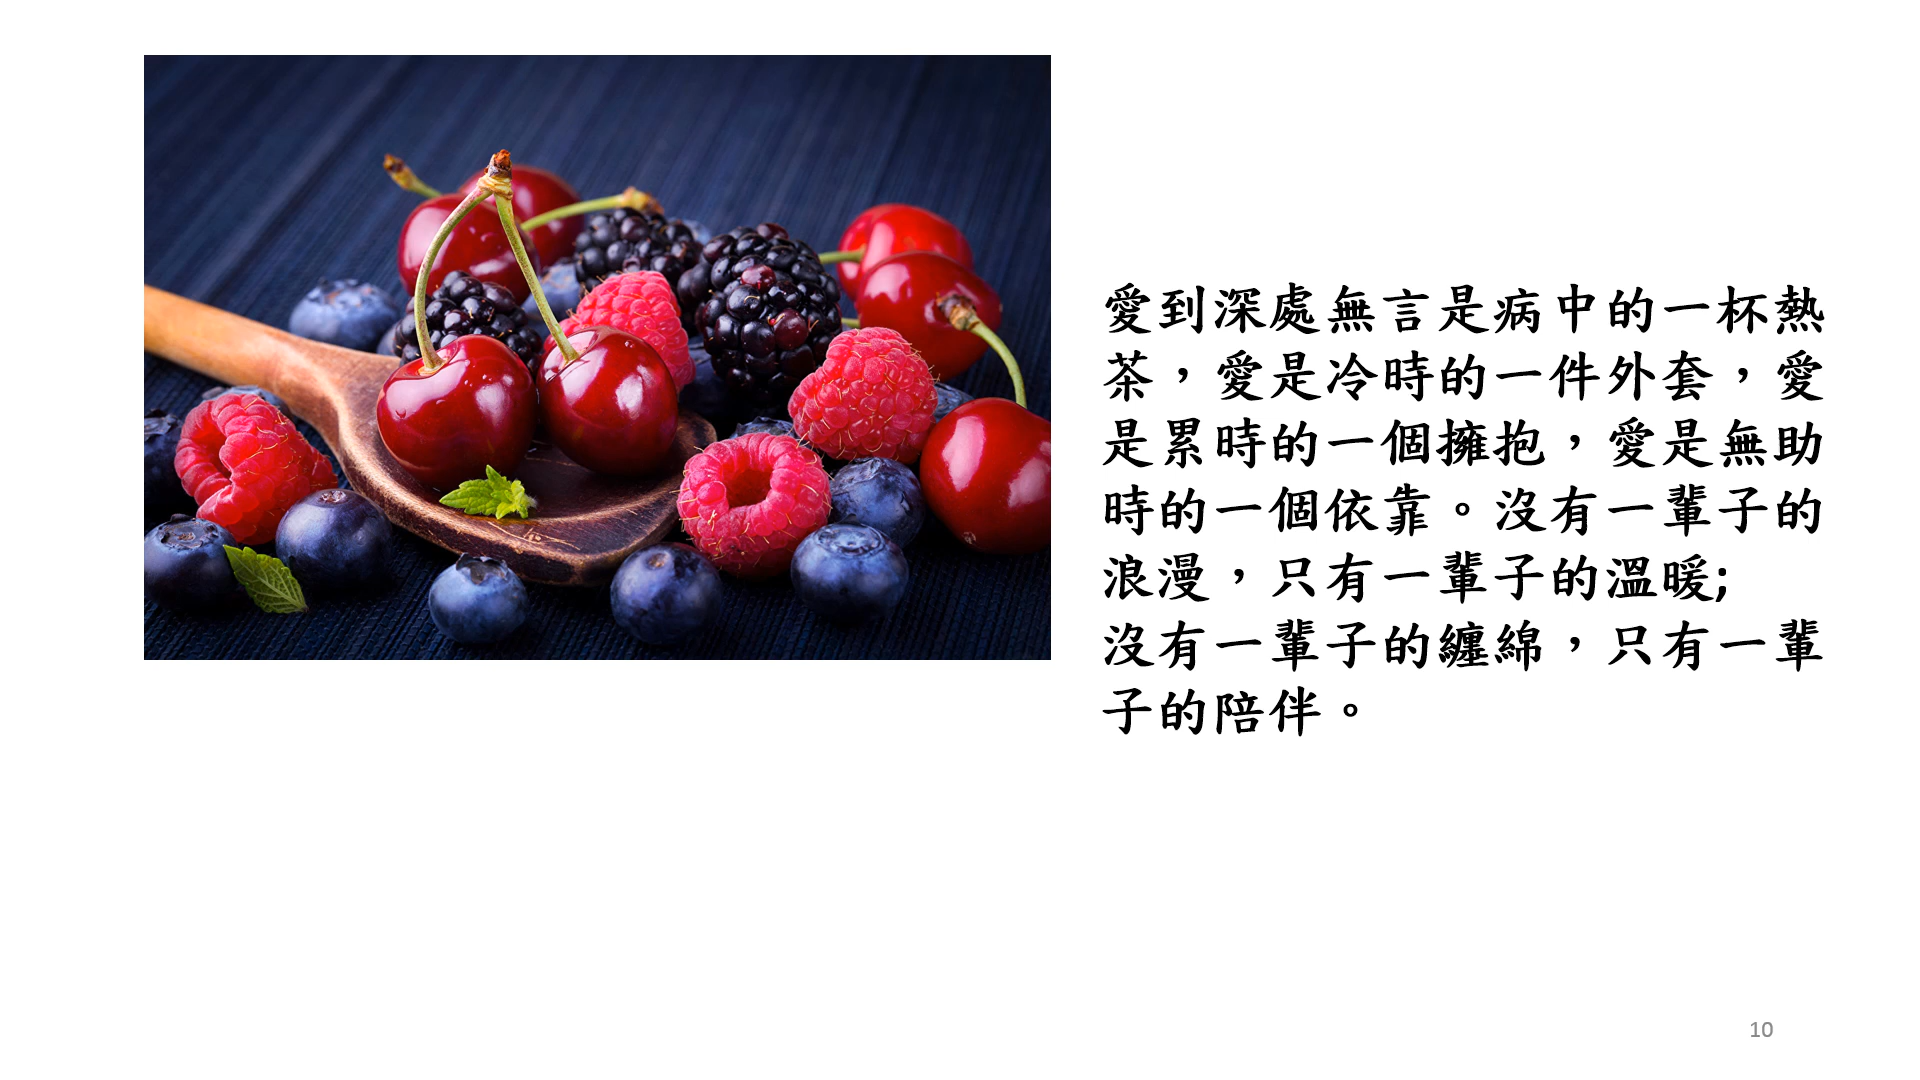 愛到深處無言是病中的一杯熱
茶，愛是冷時的一件外套，愛
是累時的一個擁抱，愛是無助
時的一個依靠。沒有一輩子的
浪漫，只有一輩子的溫暖;
沒有一輩子的纏綿，只有一輩
子的陪伴。
10